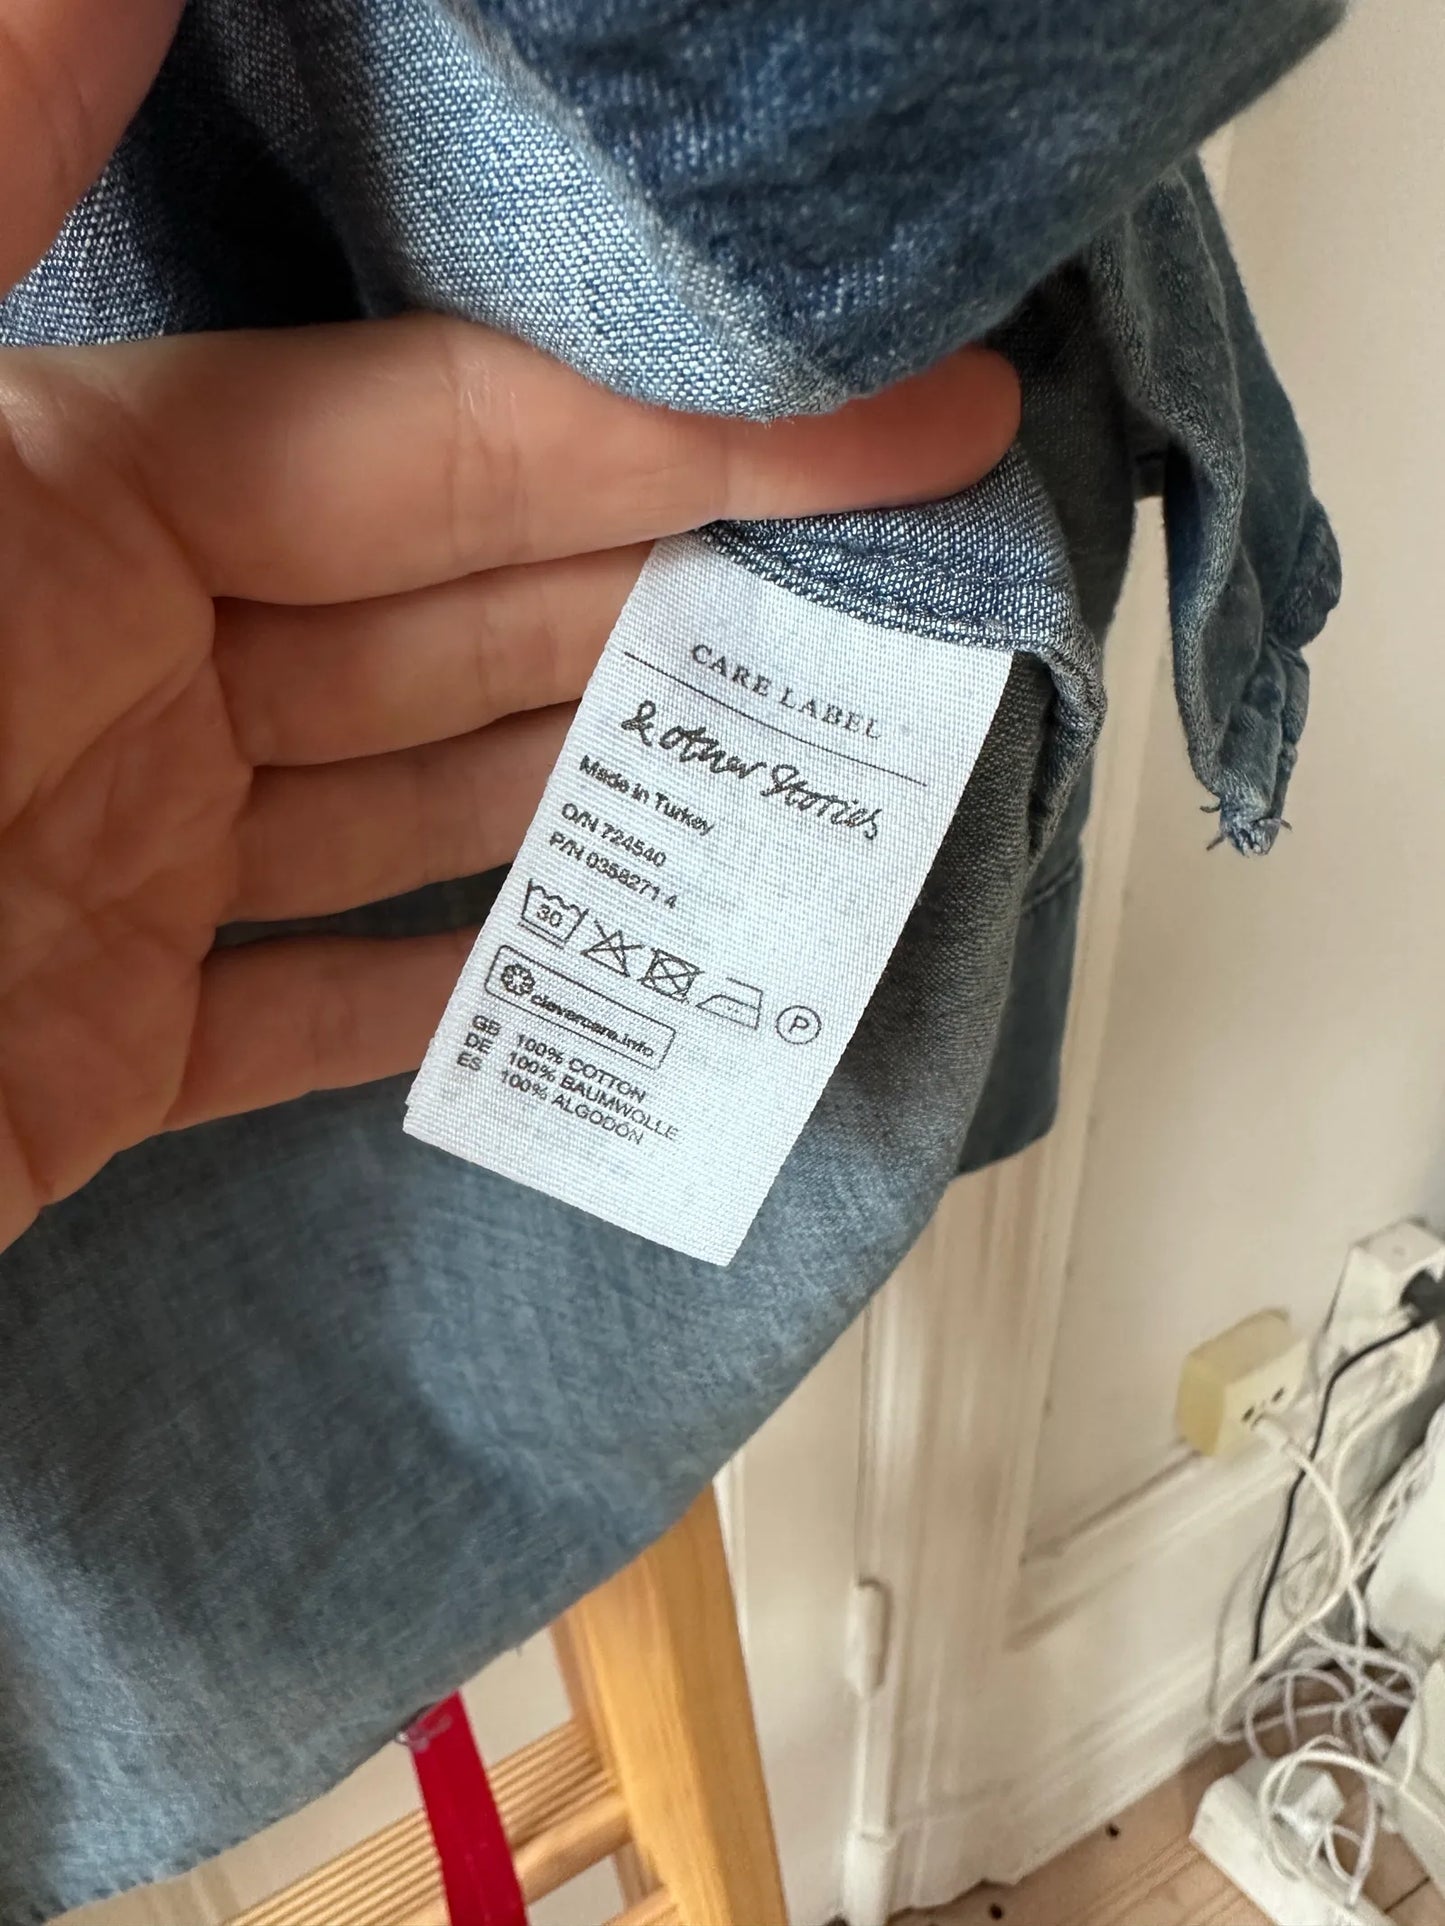 CARE LABEL
& other Stories
Made in Turkey
O/N 724540
P/N 0358271 4
30
P
clevercare.info
GB 100% COTTON
DE 100% BAUMWOLLE
ES 100% ALGODÓN